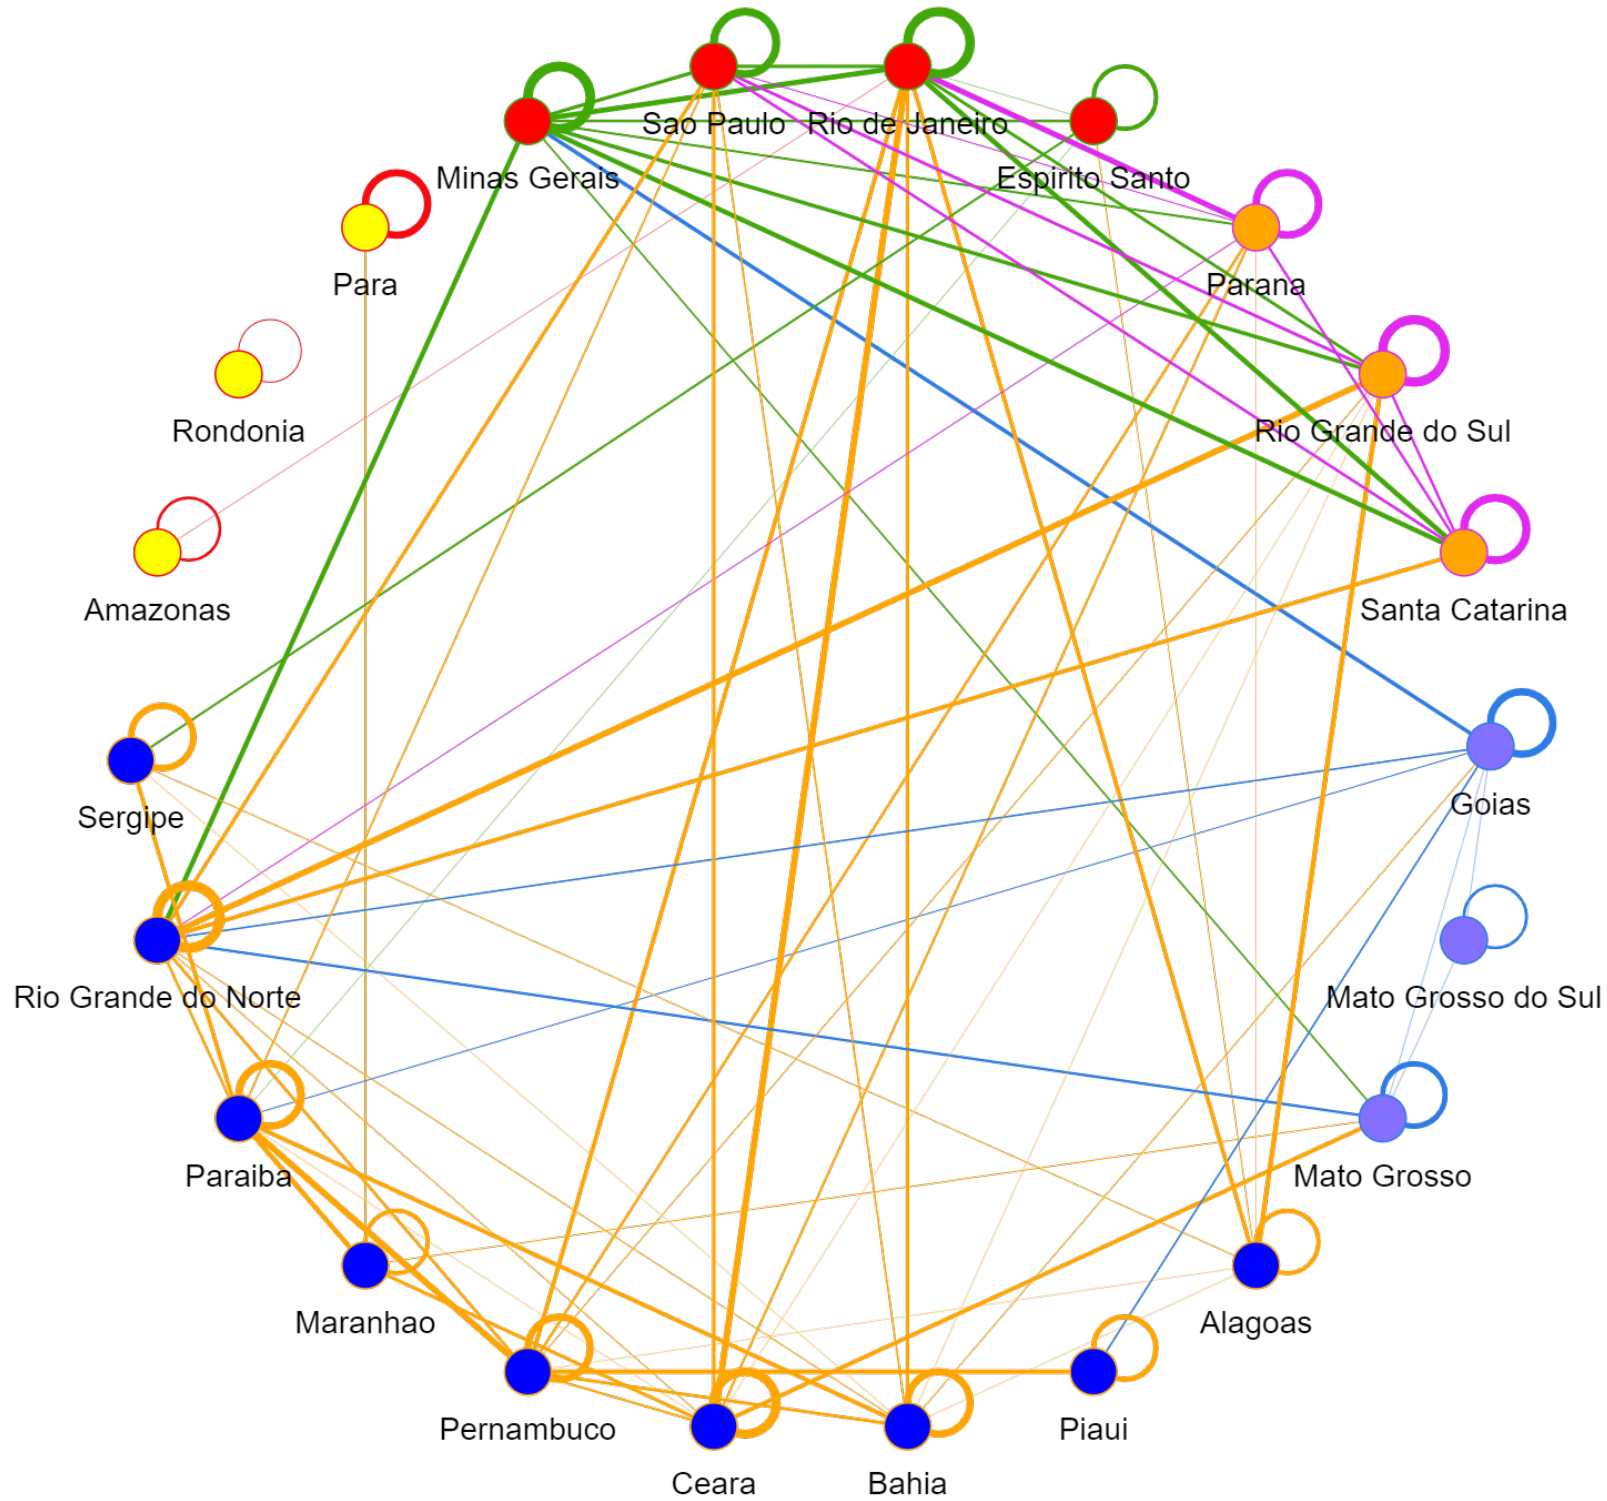 Sao Paulo
Rio de Janeiro
Minas Gerais
Espirito Santo
Para
Parana
Rondonia
Rio Grande do Sul
Amazonas
Santa Catarina
Goias
Sergipe
Rio Grande do Norte
Mato Grosso do Sul
Paraiba
Mato Grosso
Maranhao
Alagoas
Pernambuco
Piaui
Ceara
Bahia